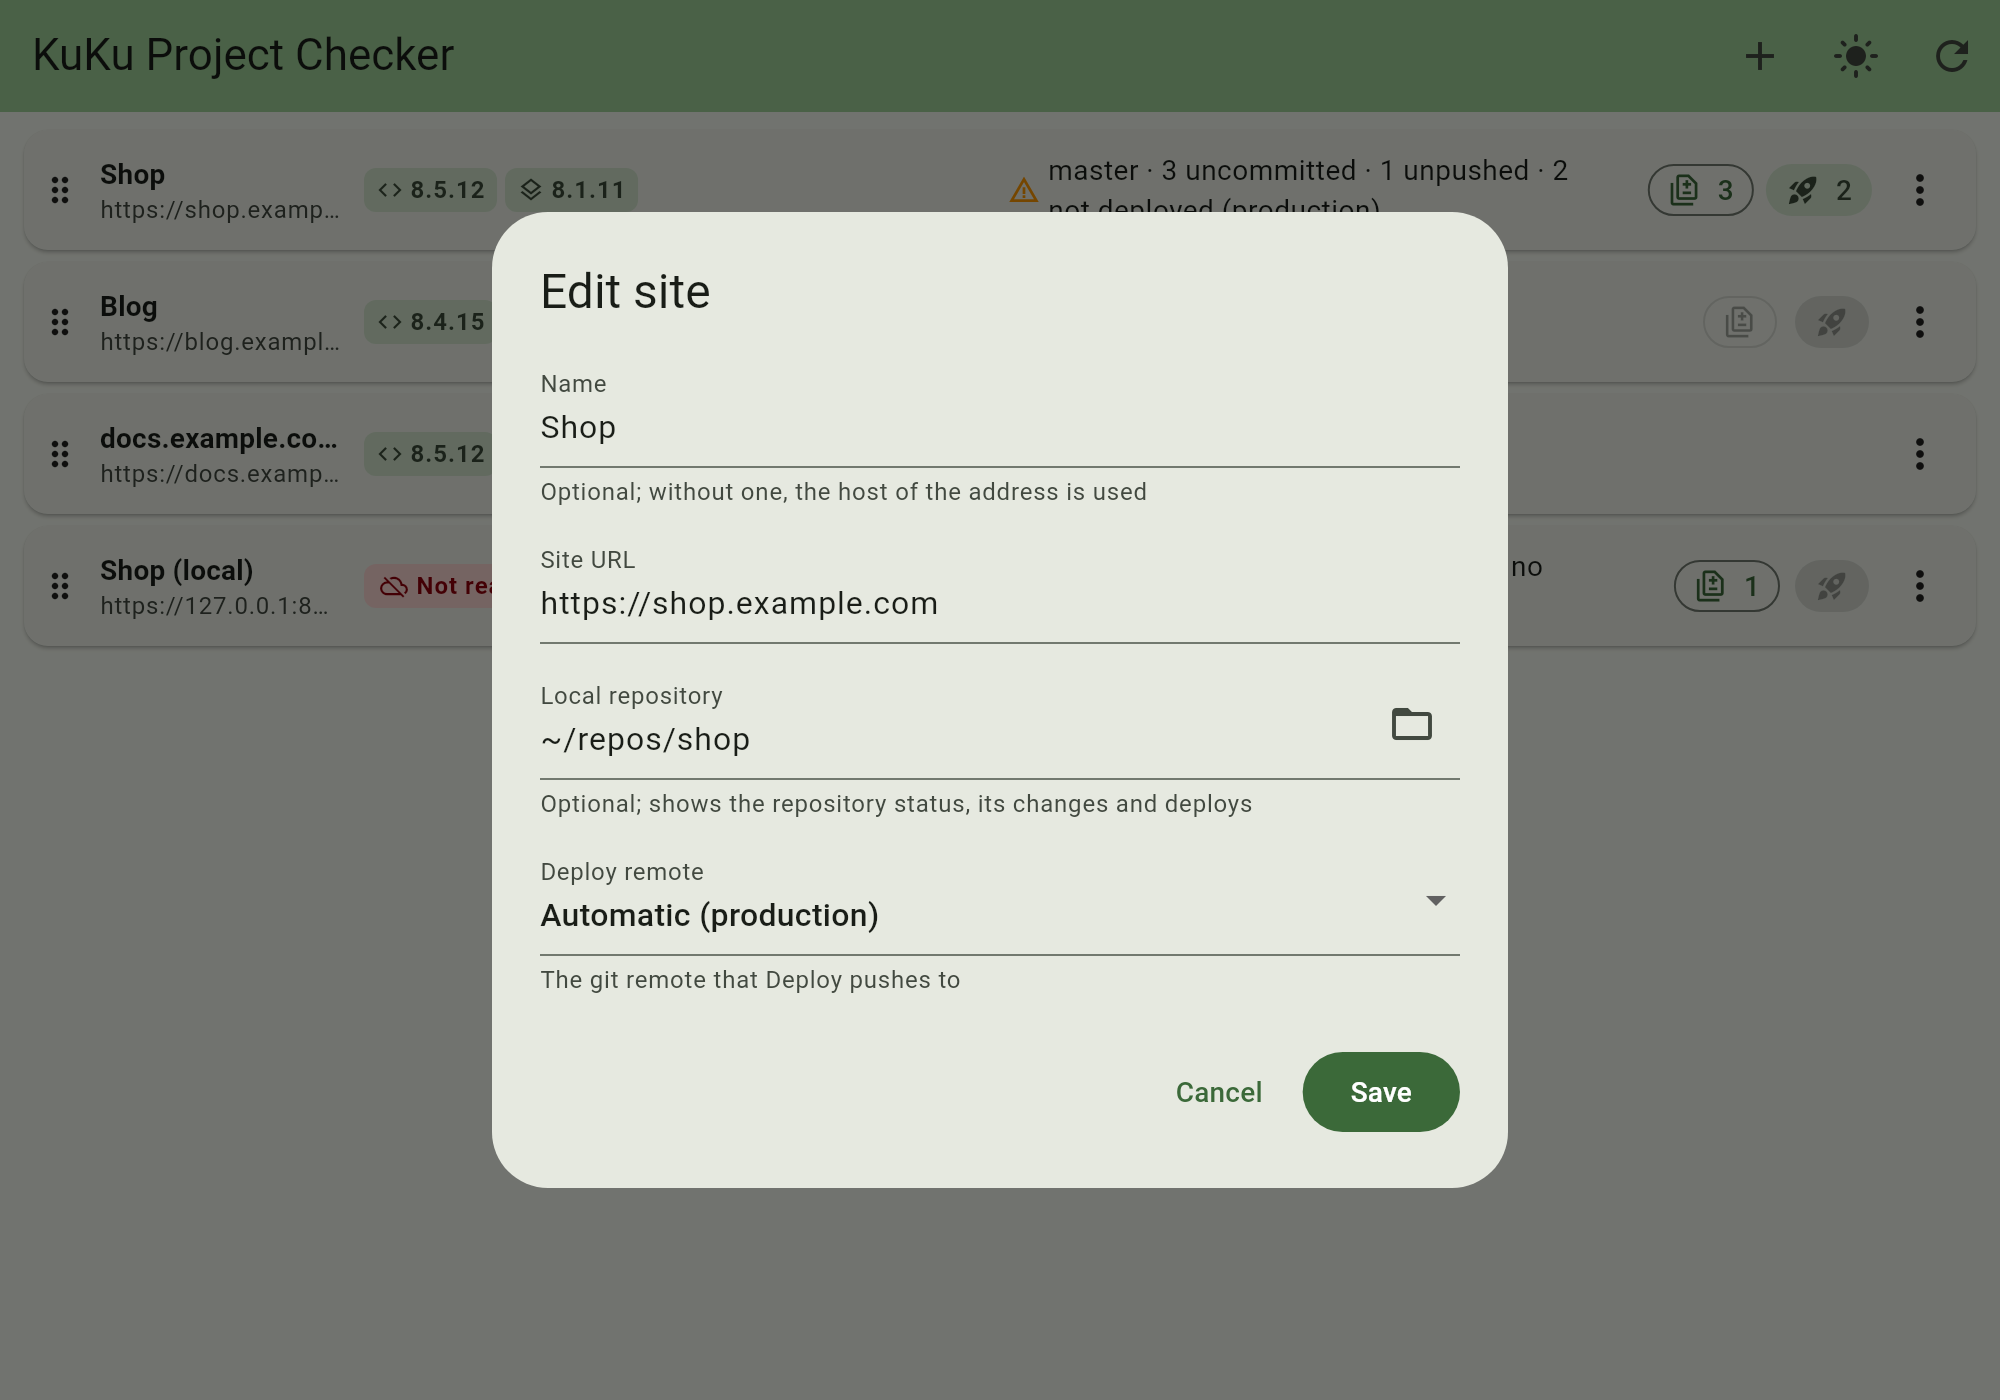 KuKu Project Checker
Shop
https://shop.examp…
8.5.12
8.1.11
master · 3 uncommitted · 1 unpushed · 2
not deployed (production)
3
2
Blog
https://blog.exampl…
8.4.15
docs.example.co…
https://docs.examp…
8.5.12
Shop (local)
https://127.0.0.1:8…
Not rea
no
1
Edit site
Name
Shop
Optional; without one, the host of the address is used
Site URL
https://shop.example.com
Local repository
~/repos/shop
Optional; shows the repository status, its changes and deploys
Deploy remote
Automatic (production)
The git remote that Deploy pushes to
Cancel
Save